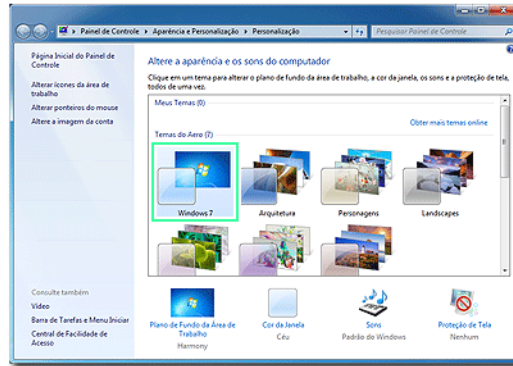 Painel de Controle ▸ Aparência e Personalização ▸ Personalização
Pesquisar Painel de Controle
Página Inicial do Painel de
Controle
Alterar ícones da área de
trabalho
Alterar ponteiros do mouse
Altere a imagem da conta
Altere a aparência e os sons do computador
Clique em um tema para alterar o plano de fundo da área de trabalho, a cor da janela, os sons e a proteção de tela,
todos de uma vez.
Meus Temas (0)
Obter mais temas online
Temas do Aero (7)
Windows 7
Arquitetura
Personagens
Landscapes
Consulte também
Vídeo
Barra de Tarefas e Menu Iniciar
Central de Facilidade de
Acesso
Plano de Fundo da Área de
Trabalho
Harmony
Cor da Janela
Céu
Sons
Padrão do Windows
Proteção de Tela
Nenhum